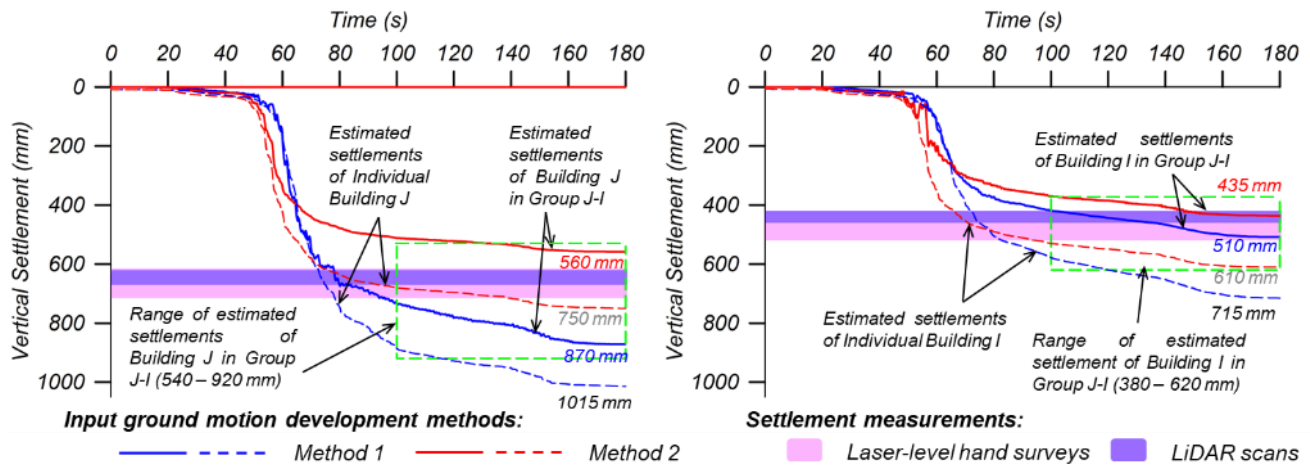 Time (s)
0 20 40 60 80 100 120 140 160 180
Vertical Settlement (mm)
0
200
400
600
800
1000
Estimated
settlements
of Individual
Building J
Estimated
settlements
of Building J
in Group J-I
560 mm
750 mm
870 mm
1015 mm
Range of estimated
settlements of
Building J in Group
J-I (540 – 920 mm)
Time (s)
0 20 40 60 80 100 120 140 160 180
Vertical Settlement (mm)
0
200
400
600
800
1000
Estimated settlements
of Building I in Group J-I
435 mm
510 mm
610 mm
715 mm
Estimated settlements
of Individual Building I
Range of estimated
settlement of Building I in
Group J-I (380 – 620 mm)
Input ground motion development methods:
Method 1 Method 2
Settlement measurements:
Laser-level hand surveys LiDAR scans